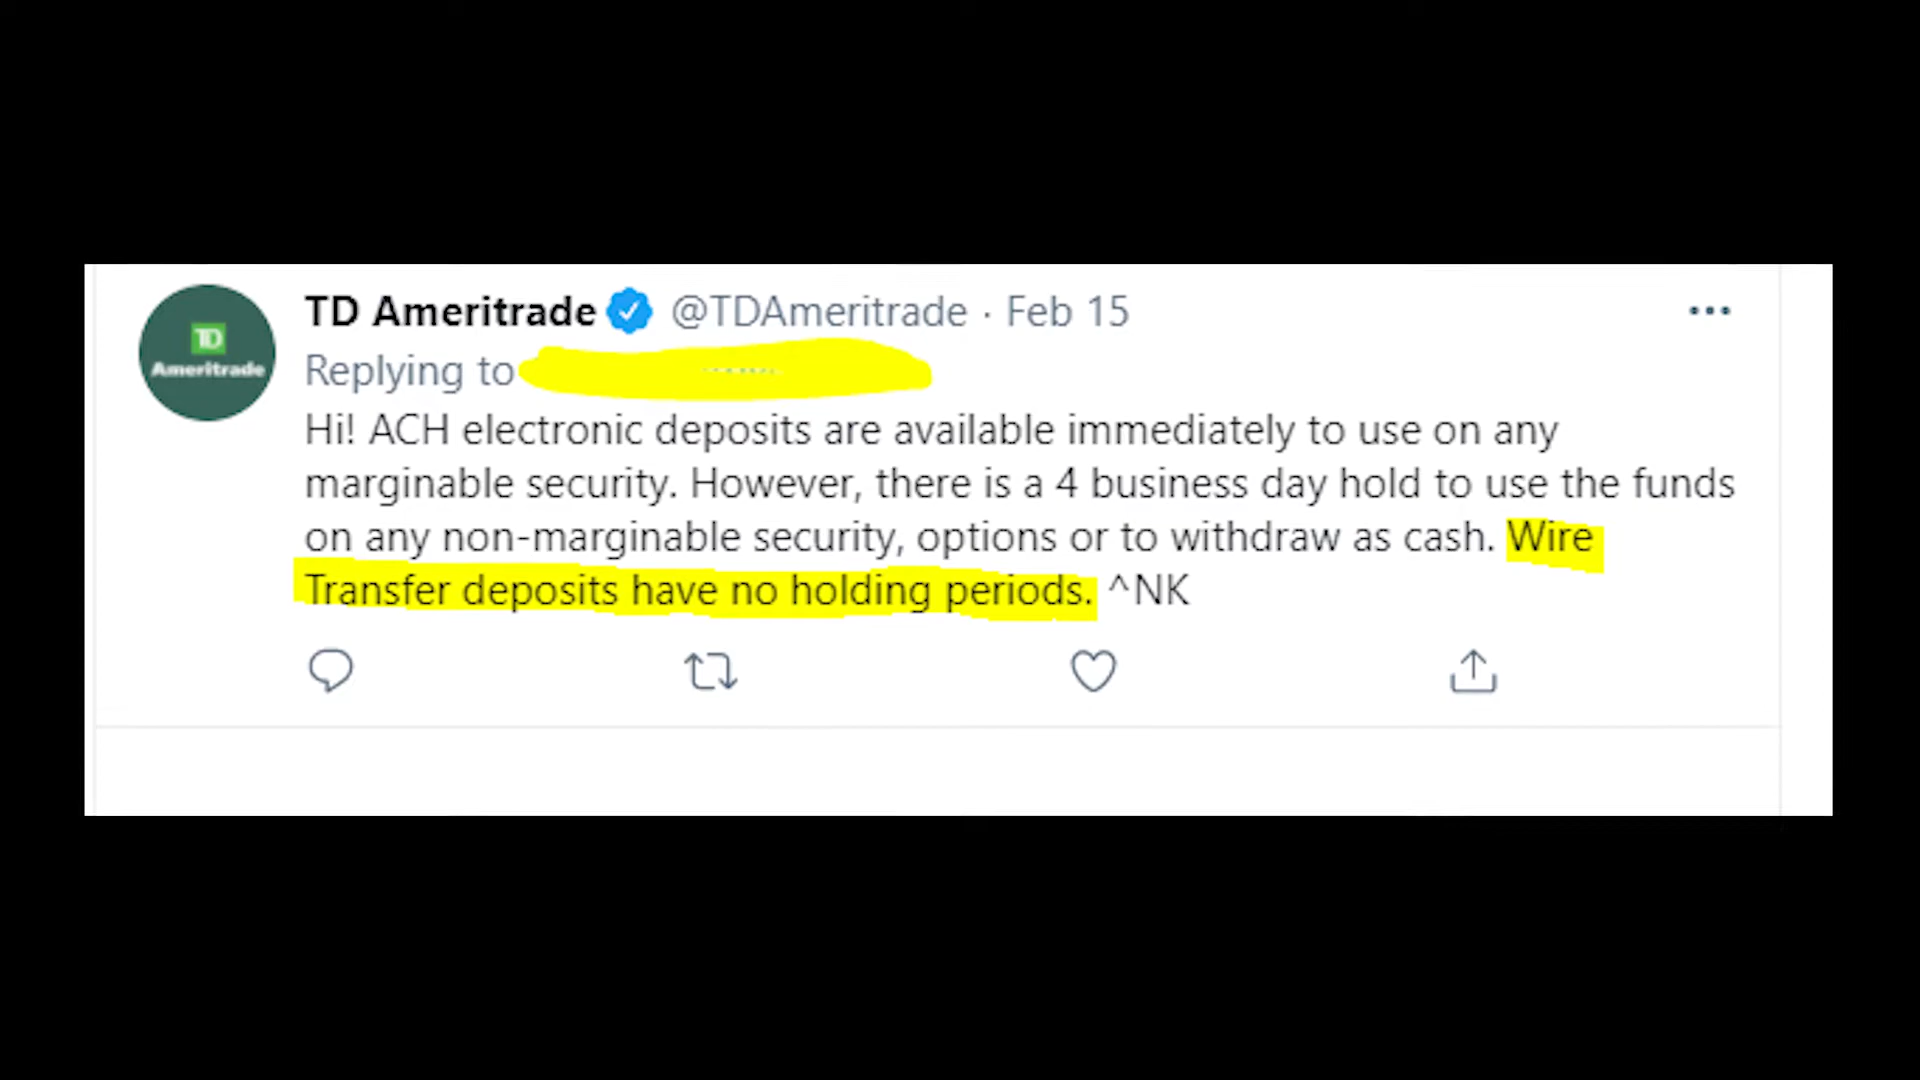 TD
Ameritrade
TD Ameritrade @TDAmeritrade · Feb 15
Replying to
Hi! ACH electronic deposits are available immediately to use on any
marginable security. However, there is a 4 business day hold to use the funds
on any non-marginable security, options or to withdraw as cash. Wire
Transfer deposits have no holding periods. ^NK